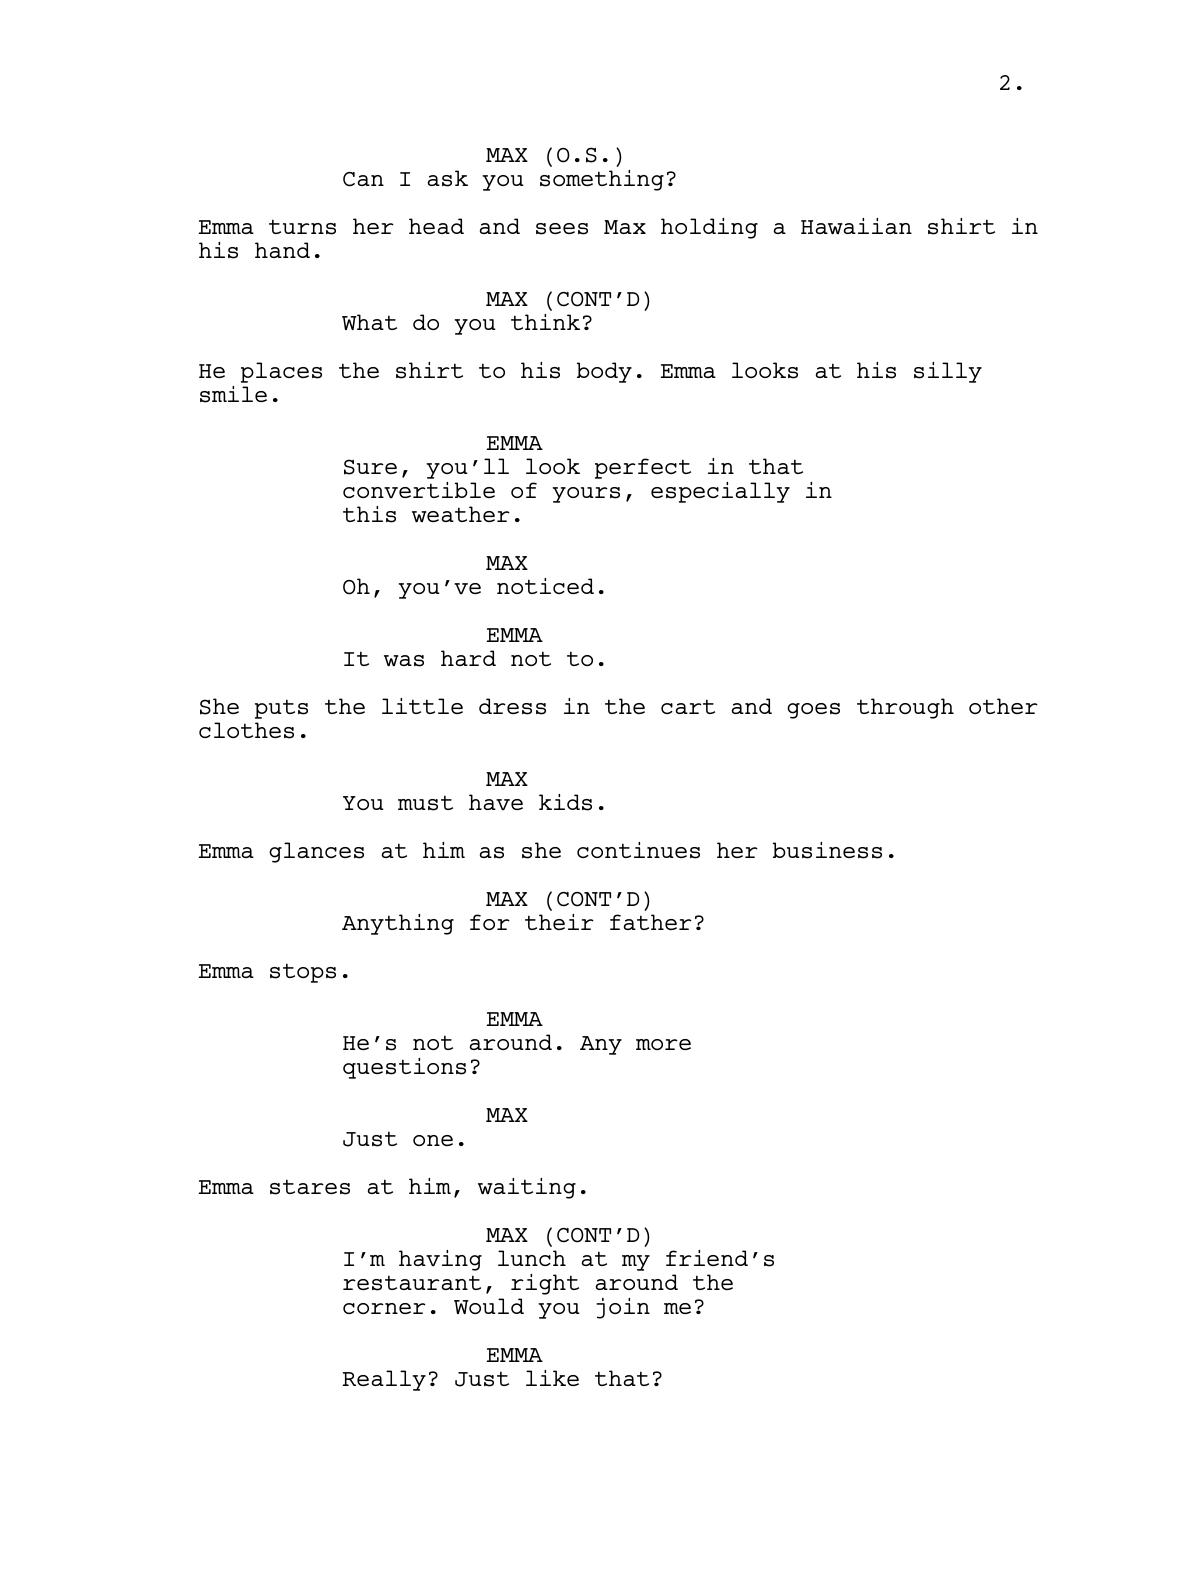 2.
MAX (O.S.)
Can I ask you something?
Emma turns her head and sees Max holding a Hawaiian shirt in
his hand.
MAX (CONT’D)
What do you think?
He places the shirt to his body. Emma looks at his silly
smile.
EMMA
Sure, you’ll look perfect in that
convertible of yours, especially in
this weather.
MAX
Oh, you’ve noticed.
EMMA
It was hard not to.
She puts the little dress in the cart and goes through other
clothes.
MAX
You must have kids.
Emma glances at him as she continues her business.
MAX (CONT’D)
Anything for their father?
Emma stops.
EMMA
He’s not around. Any more
questions?
MAX
Just one.
Emma stares at him, waiting.
MAX (CONT’D)
I’m having lunch at my friend’s
restaurant, right around the
corner. Would you join me?
EMMA
Really? Just like that?